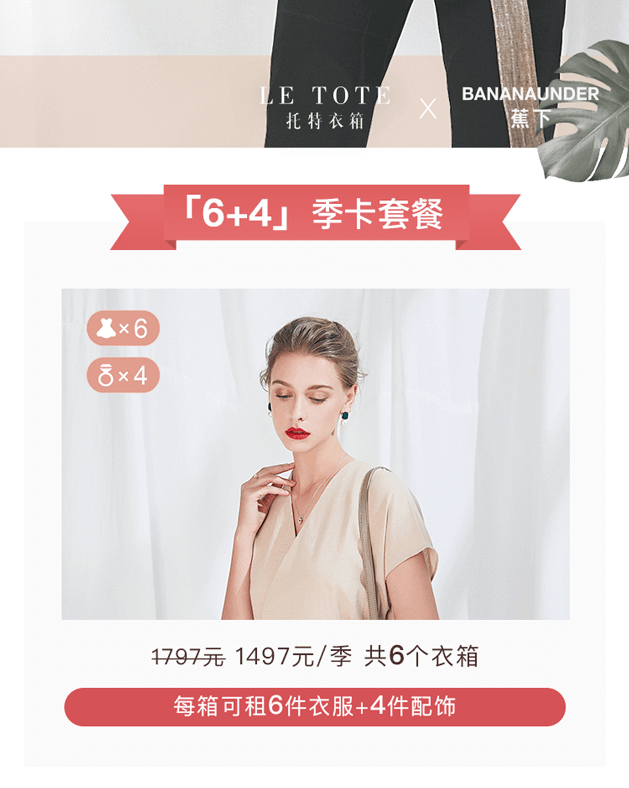 LE TOTE
托特衣箱
X
BANANAUNDER
蕉下
「6+4」季卡套餐
×6
×4
1797元 1497元/季 共6个衣箱
每箱可租6件衣服+4件配饰